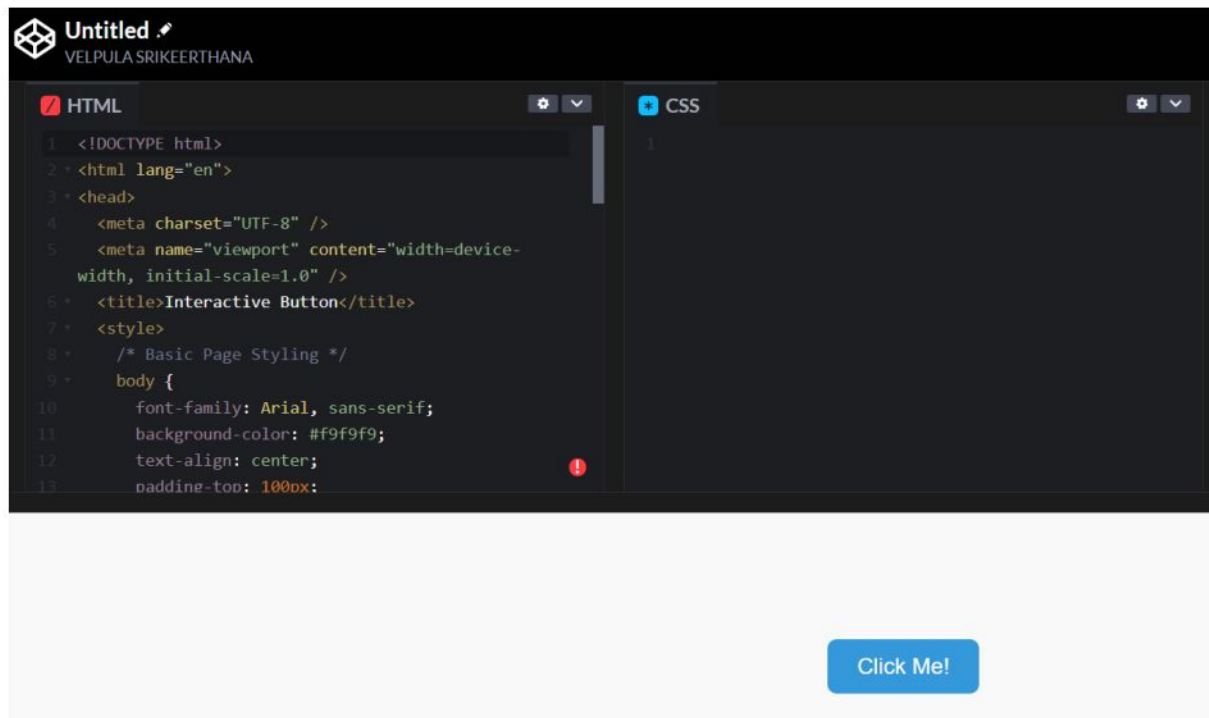 Untitled
VELPULA SRIKEERTHANA
HTML
1 <!DOCTYPE html>
2 <html lang="en">
3 <head>
4 <meta charset="UTF-8" />
5 <meta name="viewport" content="width=device-
width, initial-scale=1.0" />
6 <title>Interactive Button</title>
7 <style>
8 /* Basic Page Styling */
9 body {
10 font-family: Arial, sans-serif;
11 background-color: #f9f9f9;
12 text-align: center;
13 padding-top: 100px;
CSS
1
Click Me!